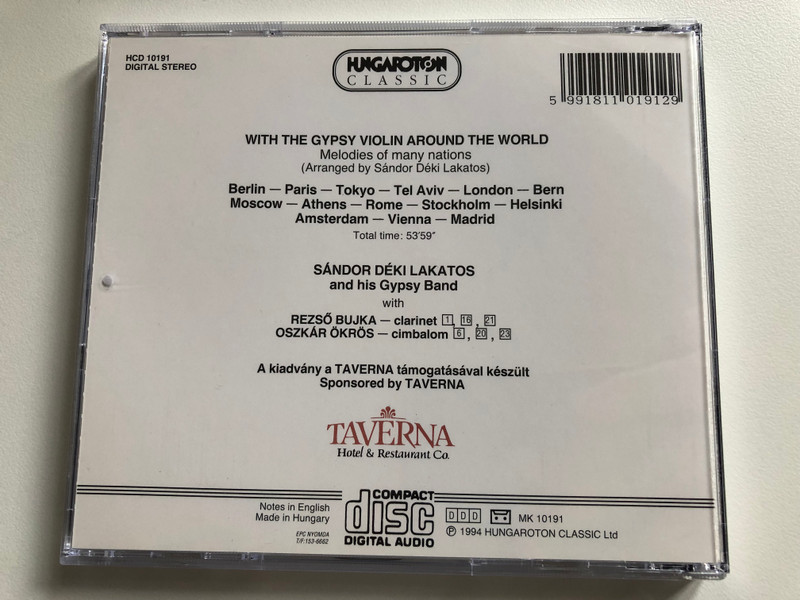 HCD 10191
DIGITAL STEREO
HUNGAROTON
CLASSIC
5 991811 019129
WITH THE GYPSY VIOLIN AROUND THE WORLD
Melodies of many nations
(Arranged by Sándor Déki Lakatos)
Berlin — Paris — Tokyo — Tel Aviv — London — Bern
Moscow — Athens — Rome — Stockholm — Helsinki
Amsterdam — Vienna — Madrid
Total time: 53′59″
SÁNDOR DÉKI LAKATOS
and his Gypsy Band
with
REZSŐ BUJKA — clarinet 1, 16, 21
OSZKÁR ÖKRÖS — cimbalom 6, 20, 23
A kiadvány a TAVERNA támogatásával készült
Sponsored by TAVERNA
TAVERNA
Hotel & Restaurant Co.
Notes in English
Made in Hungary
EPC NYOMDA
T/F:153-6662
COMPACT
disc
DIGITAL AUDIO
DDD MK 10191
℗ 1994 HUNGAROTON CLASSIC Ltd